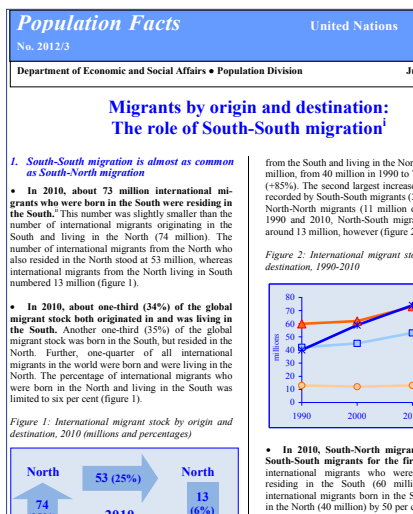 Population Facts
United Nations
No. 2012/3
Department of Economic and Social Affairs ● Population Division
Migrants by origin and destination:
The role of South-South migration i
1. South-South migration is almost as common
as South-North migration
● In 2010, about 73 million international mi-
grants who were born in the South were residing in
the South. ii This number was slightly smaller than the
number of international migrants originating in the
South and living in the North (74 million). The
number of international migrants from the North who
also resided in the North stood at 53 million, whereas
international migrants from the North living in South
numbered 13 million (figure 1).
● In 2010, about one-third (34%) of the global
migrant stock both originated in and was living in
the South. Another one-third (35%) of the global
migrant stock was born in the South, but resided in the
North. Further, one-quarter of all international
migrants in the world were born and were living in the
North. The percentage of international migrants who
were born in the North and living in the South was
limited to six per cent (figure 1).
Figure 1: International migrant stock by origin and
destination, 2010 (millions and percentages)
North
53 (25%)
North
74
13
(6%)
2010
from the South and living in the
million, from 40 million in 1990 to
(+85%). The second largest increase
recorded by South-South migrants
North-North migrants (11 million
1990 and 2010, North-South
around 13 million, however (figure
Figure 2: International migrant
destination, 1990-2010
millions
80
70
60
50
40
30
20
10
0
1990
2000
● In 2010, South-North
South-South migrants for the
international migrants who were
residing in the South (60
international migrants born in the
in the North (40 million) by 50 per